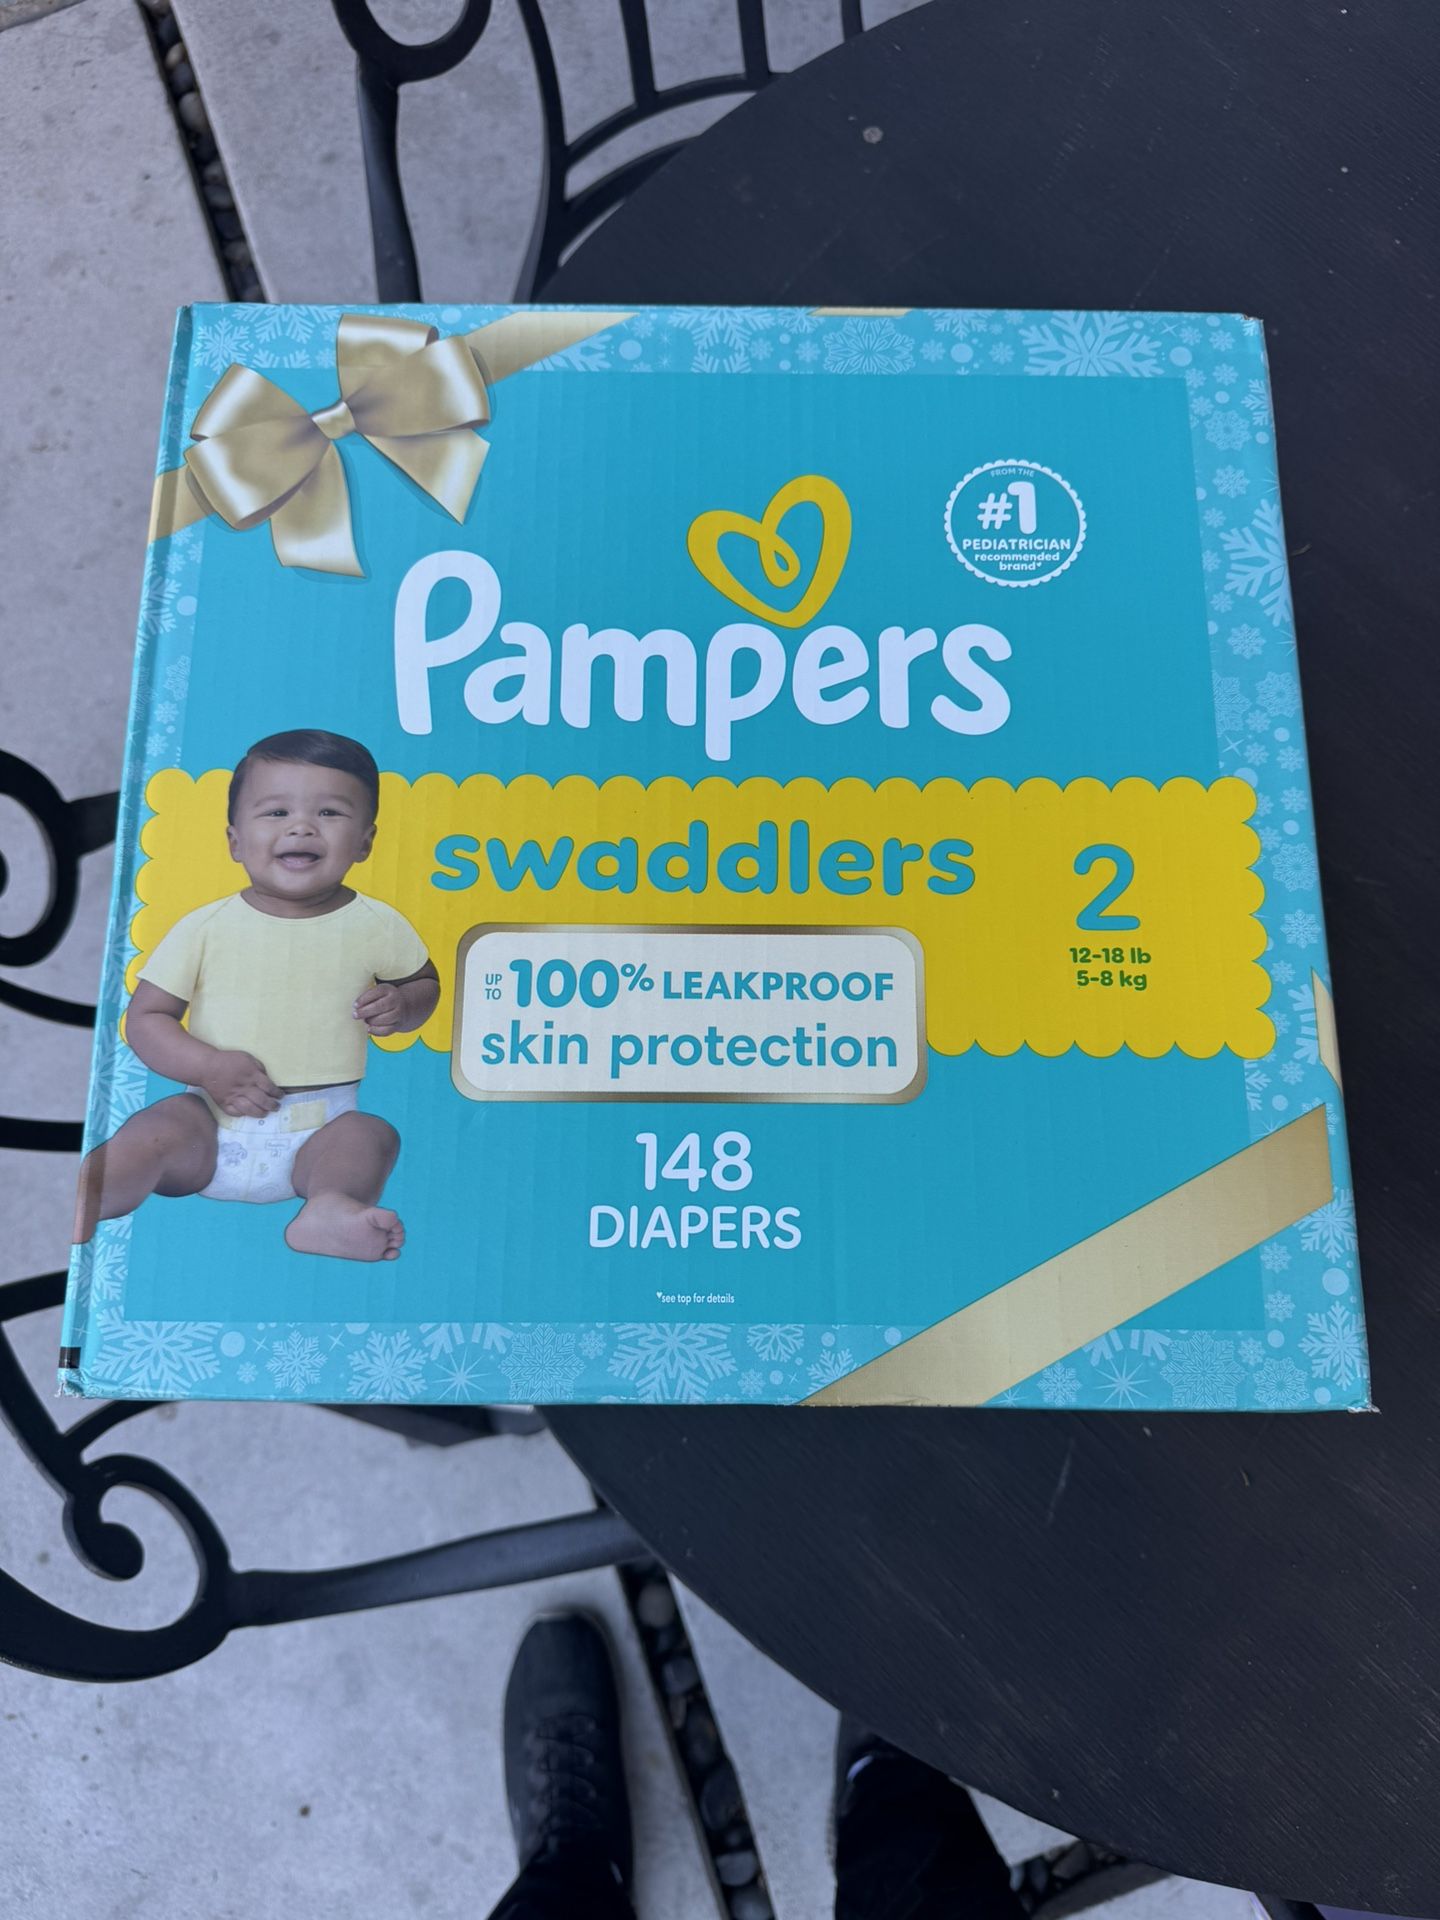 FROM THE
#1
PEDIATRICIAN
recommended
brand♥
Pampers
swaddlers
2
12-18 lb
5-8 kg
UP TO 100% LEAKPROOF
skin protection
148
DIAPERS
♥see top for details